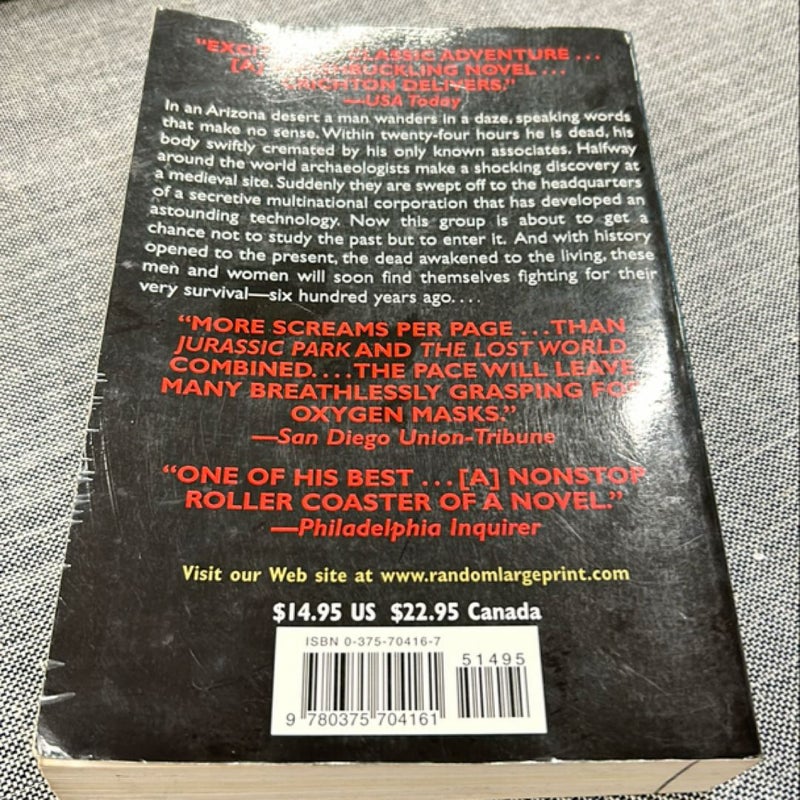 “EXCI LASSIC ADVENTURE . . .
[A] HBUCKLING NOVEL . . .
ICHTON DELIVERS.”
—USA Today
In an Arizona desert a man wanders in a daze, speaking words
that make no sense. Within twenty-four hours he is dead, his
body swiftly cremated by his only known associates. Halfway
around the world archaeologists make a shocking discovery at
a medieval site. Suddenly they are swept off to the headquarters
of a secretive multinational corporation that has developed an
astounding technology. Now this group is about to get a
chance not to study the past but to enter it. And with history
opened to the present, the dead awakened to the living, these
men and women will soon find themselves fighting for their
very survival—six hundred years ago. . . .
“MORE SCREAMS PER PAGE . . . THAN
JURASSIC PARK AND THE LOST WORLD
COMBINED. . . . THE PACE WILL LEAVE
MANY BREATHLESSLY GRASPING FOR
OXYGEN MASKS.”
—San Diego Union-Tribune
“ONE OF HIS BEST . . . [A] NONSTOP
ROLLER COASTER OF A NOVEL.”
—Philadelphia Inquirer
Visit our Web site at www.randomlargeprint.com
$14.95 US $22.95 Canada
ISBN 0-375-70416-7
51495
9 780375 704161